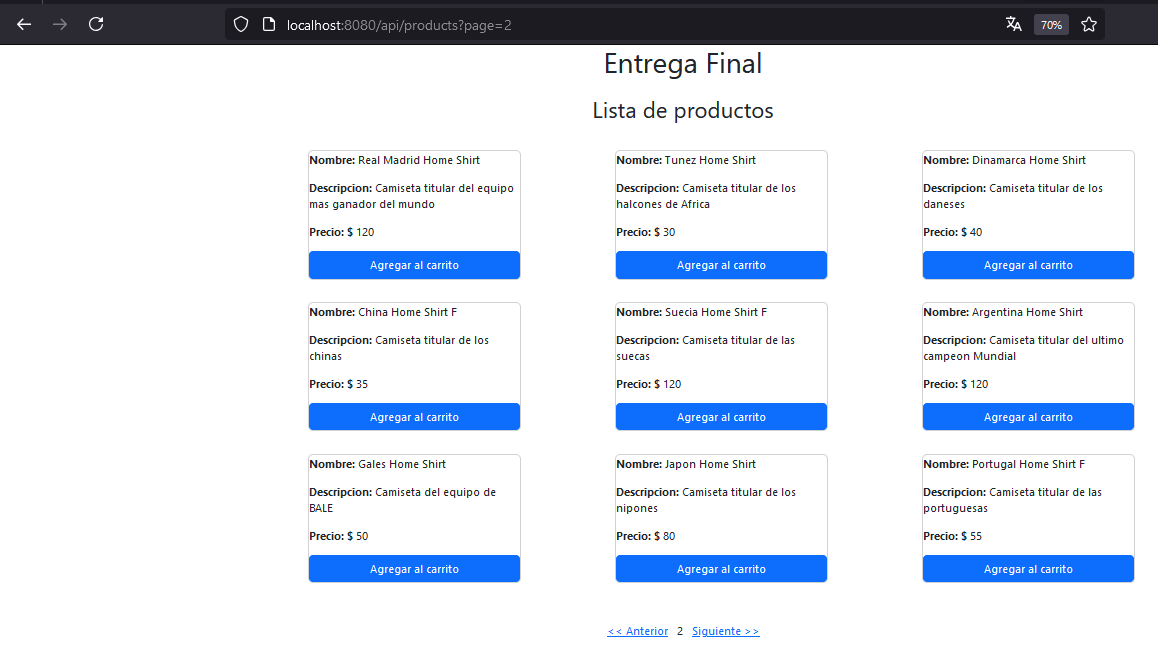 localhost:8080/api/products?page=2
70%
Entrega Final
Lista de productos
Nombre: Real Madrid Home Shirt
Descripcion: Camiseta titular del equipo
mas ganador del mundo
Precio: $ 120
Agregar al carrito
Nombre: Tunez Home Shirt
Descripcion: Camiseta titular de los
halcones de Africa
Precio: $ 30
Agregar al carrito
Nombre: Dinamarca Home Shirt
Descripcion: Camiseta titular de los
daneses
Precio: $ 40
Agregar al carrito
Nombre: China Home Shirt F
Descripcion: Camiseta titular de los
chinas
Precio: $ 35
Agregar al carrito
Nombre: Suecia Home Shirt F
Descripcion: Camiseta titular de las
suecas
Precio: $ 120
Agregar al carrito
Nombre: Argentina Home Shirt
Descripcion: Camiseta titular del ultimo
campeon Mundial
Precio: $ 120
Agregar al carrito
Nombre: Gales Home Shirt
Descripcion: Camiseta del equipo de
BALE
Precio: $ 50
Agregar al carrito
Nombre: Japon Home Shirt
Descripcion: Camiseta titular de los
nipones
Precio: $ 80
Agregar al carrito
Nombre: Portugal Home Shirt F
Descripcion: Camiseta titular de las
portuguesas
Precio: $ 55
Agregar al carrito
<< Anterior 2 Siguiente >>